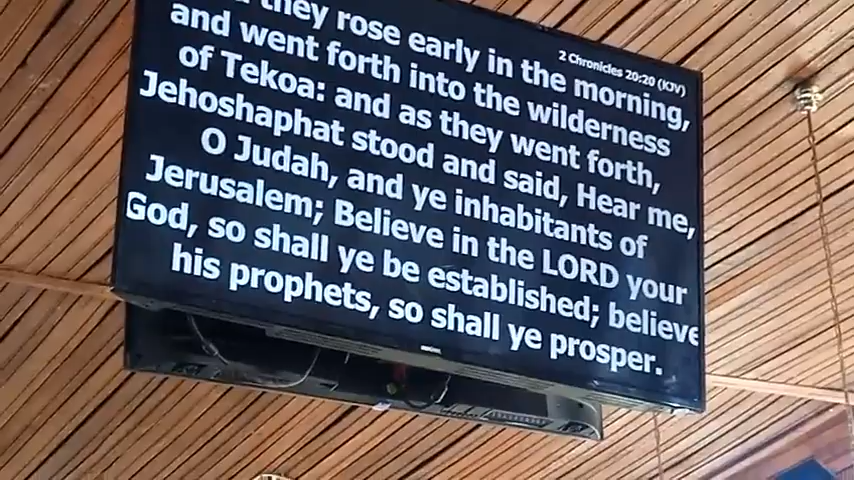 they rose early in the morning,
2 Chronicles 20:20 (KJV)
and went forth into the wilderness
of Tekoa: and as they went forth,
Jehoshaphat stood and said, Hear me,
O Judah, and ye inhabitants of
Jerusalem; Believe in the LORD your
God, so shall ye be established; believe
his prophets, so shall ye prosper.